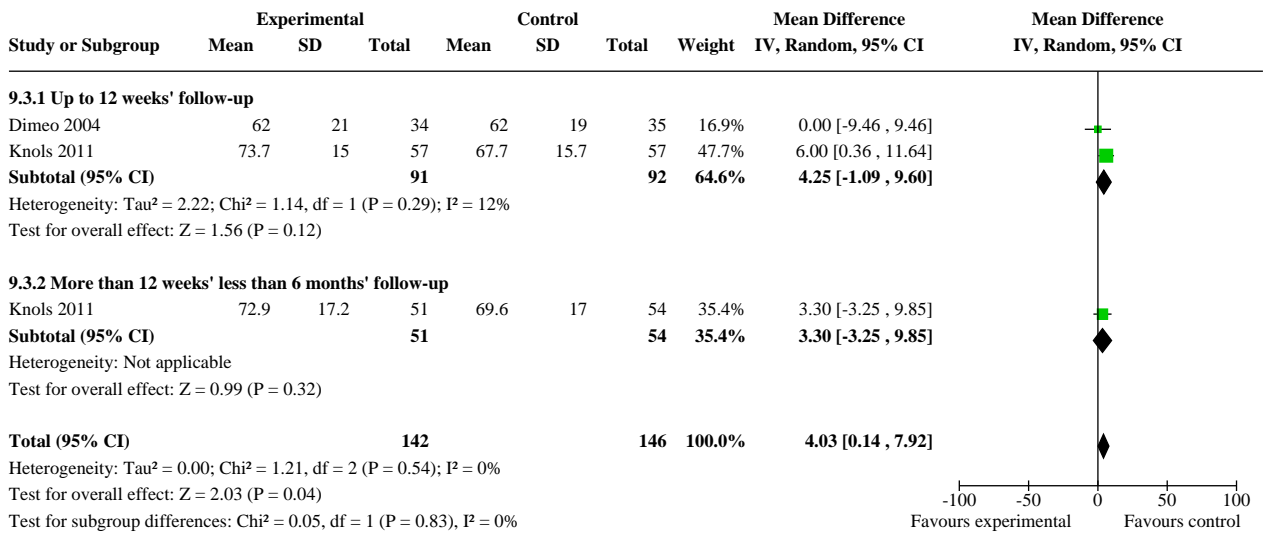 Experimental Control Mean Difference Mean Difference
Study or Subgroup Mean SD Total Mean SD Total Weight IV, Random, 95% CI IV, Random, 95% CI
9.3.1 Up to 12 weeks' follow-up
Dimeo 2004 62 21 34 62 19 35 16.9% 0.00 [-9.46 , 9.46]
Knols 2011 73.7 15 57 67.7 15.7 57 47.7% 6.00 [0.36 , 11.64]
Subtotal (95% CI) 91 92 64.6% 4.25 [-1.09 , 9.60]
Heterogeneity: Tau² = 2.22; Chi² = 1.14, df = 1 (P = 0.29); I² = 12%
Test for overall effect: Z = 1.56 (P = 0.12)
9.3.2 More than 12 weeks' less than 6 months' follow-up
Knols 2011 72.9 17.2 51 69.6 17 54 35.4% 3.30 [-3.25 , 9.85]
Subtotal (95% CI) 51 54 35.4% 3.30 [-3.25 , 9.85]
Heterogeneity: Not applicable
Test for overall effect: Z = 0.99 (P = 0.32)
Total (95% CI) 142 146 100.0% 4.03 [0.14 , 7.92]
Heterogeneity: Tau² = 0.00; Chi² = 1.21, df = 2 (P = 0.54); I² = 0%
Test for overall effect: Z = 2.03 (P = 0.04)
Test for subgroup differences: Chi² = 0.05, df = 1 (P = 0.83), I² = 0%
-100 -50 0 50 100
Favours experimental Favours control